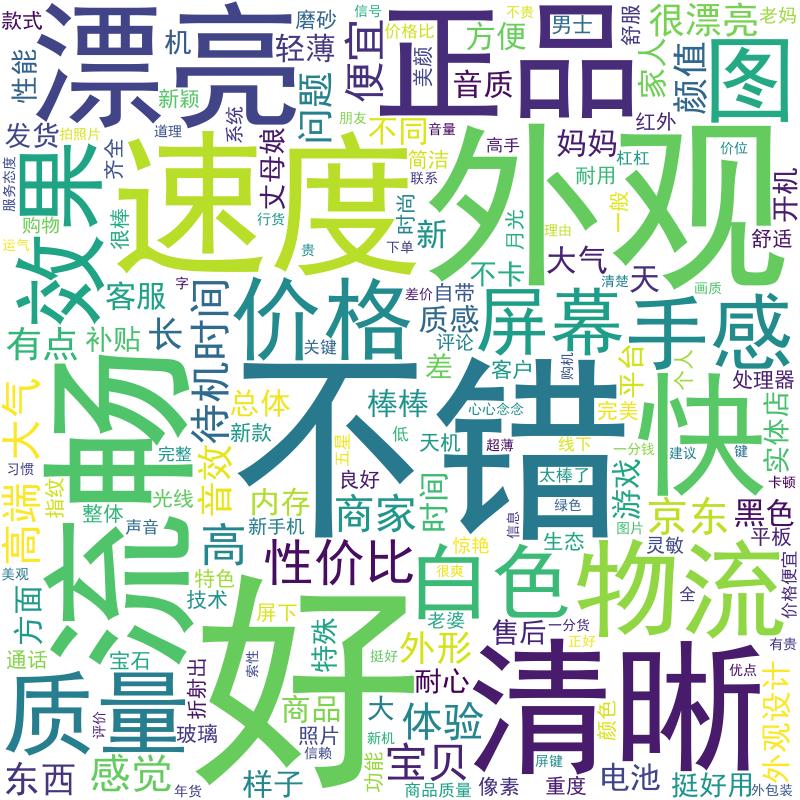 款式
漂亮
机
磨砂
轻薄
性能
新颖
问题
便宜
信号
价格比
美颜
不贵
方便
音质
正品
男士
舒服
很漂亮
老妈
家人
颜值
图
发货
拍照片
道理
系统
齐全
丈母娘
朋友
不同
音量
简洁
联系
高手
妈妈
红外
杠杠
耐用
价位
开机
服务态度
效果
购物
很棒
速度
行货
贵
时尚
下单
新
外观
月光
理由
一般
舒适
运气
客服
字
待机时间
价格
关键
差价
自带
不卡
大气
清楚
天
画质
有点
补贴
长
质感
评论
屏幕
手感
差
客户
购机
平台
个人
处理器
高端大气
流畅
总体
新款
不错
棒棒
低
心心念念
完美
快
实体店
习惯
指纹
完整
光线
音效
五星
天机
超薄
线下
一分钱
建议
键
卡顿
整体
声音
内存
良好
太棒了
游戏
新手机
商家
时间
信息
绿色
图片
京东
黑色
高
惊艳
生态
灵敏
平板
美观
方面
特色
技术
性价比
很爽
白色
物流
全
价格便宜
屏下
好
特殊
老婆
外形
售后
一分货
正好
有贵
通话
宝石
折射出
索性
挺好
耐心
清晰
优点
外观设计
质量
评价
玻璃
商品
大
体验
颜色
照片
新机
信赖
功能
宝贝
屏键
东西
感觉
年货
样子
商品质量
像素
重度
电池
挺好用
外包装